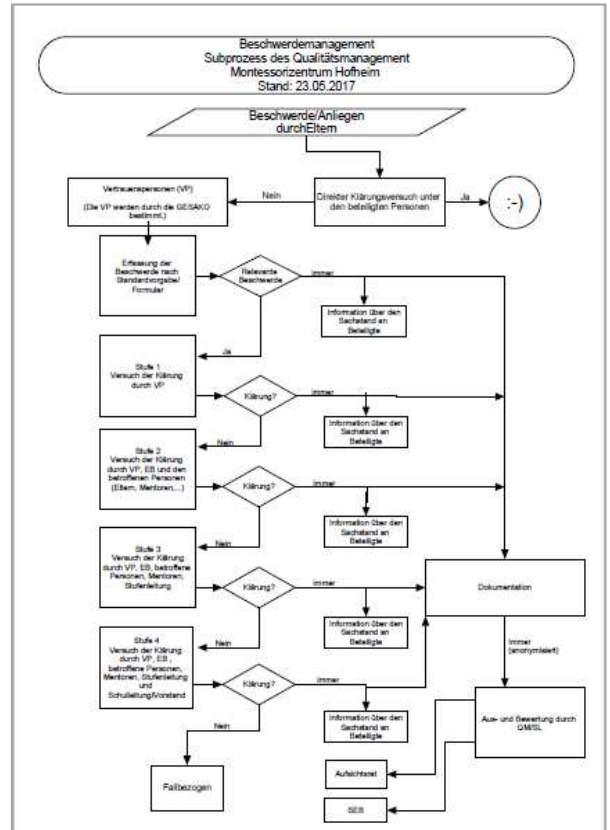 Beschwerdemanagement
Subprozess des Qualitätsmanagement
Montessorizentrum Hofheim
Stand: 23.05.2017
Beschwerde/Anliegen
durchEltern
Vertrauenspersonen (VP)
(Die VP werden durch die GESAKO
bestimmt.)
Nein
Direkter Klärungsversuch unter
den beteiligten Personen
Ja
:-)
Erfassung der
Beschwerde nach
Standardvorgabe/
Formular
Relevante
Beschwerde
immer
Information über den
Sachstand an
Beteiligte
Ja
Stufe 1
Versuch der Klärung
durch VP
Klärung?
immer
Information über den
Sachstand an
Beteiligte
Nein
Stufe 2
Versuch der Klärung
durch VP, EB und den
betroffenen Personen
(Eltern, Mentoren,...)
Klärung?
immer
Information über den
Sachstand an
Beteiligte
Nein
Stufe 3
Versuch der Klärung
durch VP, EB, betroffene
Personen, Mentoren,
Stufenleitung
Klärung?
immer
Information über den
Sachstand an
Beteiligte
Dokumentation
Nein
Stufe 4
Versuch der Klärung
durch VP, EB ,
betroffene Personen,
Mentoren, Stufenleitung
und
Schulleitung/Vorstand
Klärung?
immer
Information über den
Sachstand an
Beteiligte
Immer
(anonymisiert)
Aus- und Bewertung durch
QM/SL
Nein
Fallbezogen
Aufsichtsrat
SEB